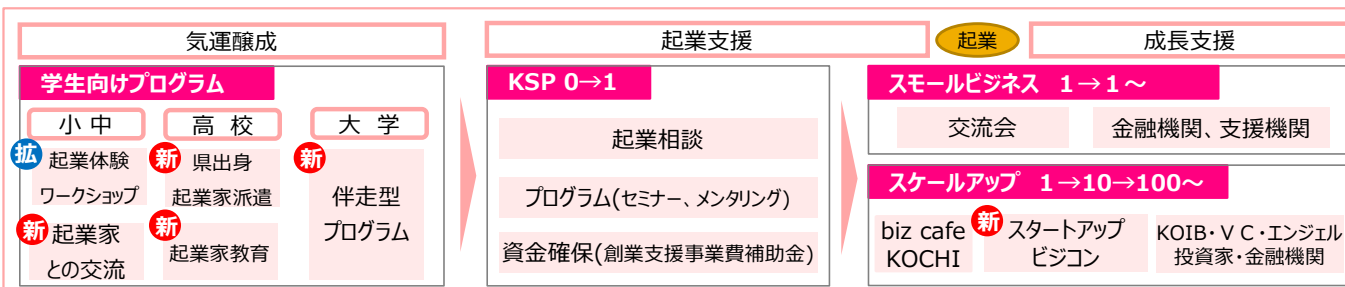 気運醸成
起業支援
起業
成長支援
学生向けプログラム
小中
高校
大学
拡
起業体験
ワークショップ
新
県出身
起業家派遣
新
伴走型
プログラム
新
起業家
との交流
新
起業家教育
KSP 0→1
起業相談
プログラム(セミナー、メンタリング)
資金確保(創業支援事業費補助金)
スモールビジネス 1→1～
交流会
金融機関、支援機関
スケールアップ 1→10→100～
biz cafe
KOCHI
新
スタートアップ
ビジコン
KOIB・ＶＣ・エンジェル
投資家・金融機関